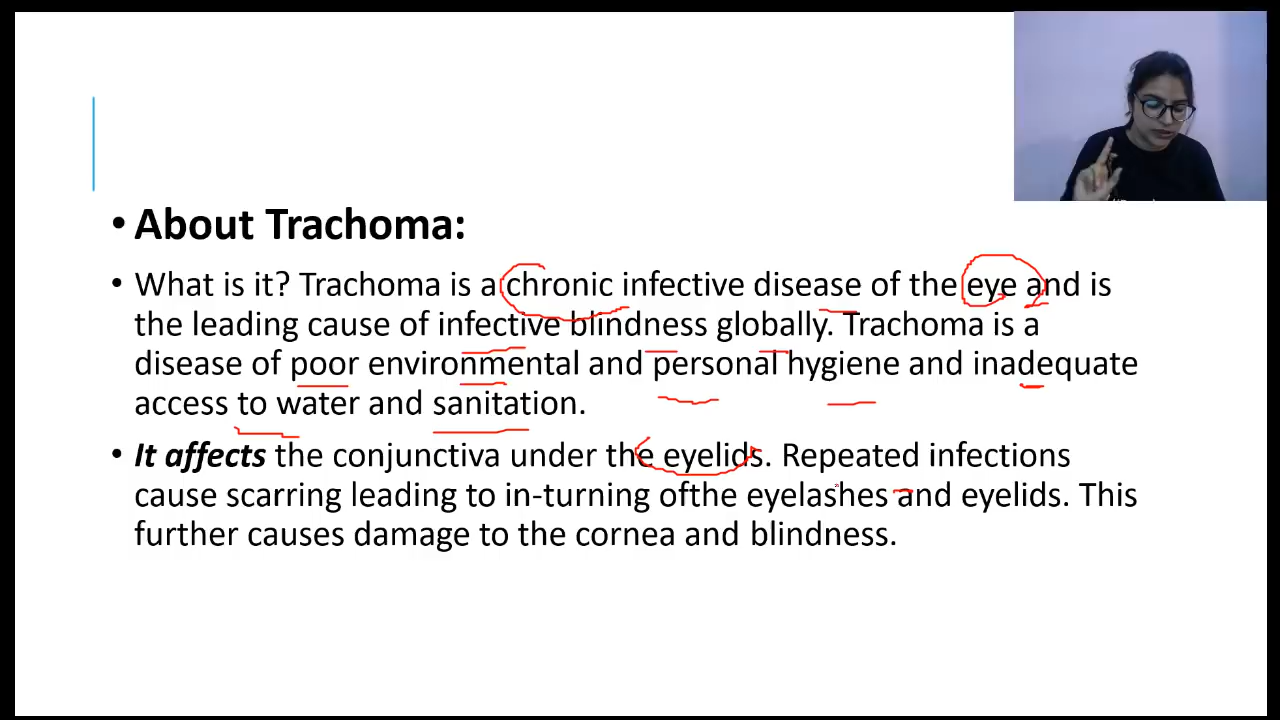 • About Trachoma:
• What is it? Trachoma is a chronic infective disease of the eye and is
the leading cause of infective blindness globally. Trachoma is a
disease of poor environmental and personal hygiene and inadequate
access to water and sanitation.
• It affects the conjunctiva under the eyelids. Repeated infections
cause scarring leading to in-turning ofthe eyelashes and eyelids. This
further causes damage to the cornea and blindness.